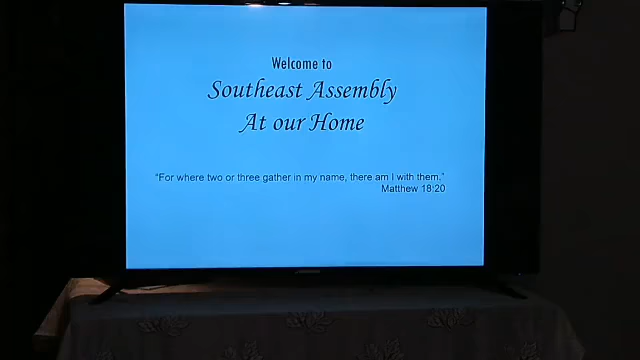 Welcome to
Southeast Assembly
At our Home
"For where two or three gather in my name, there am I with them."
Matthew 18:20